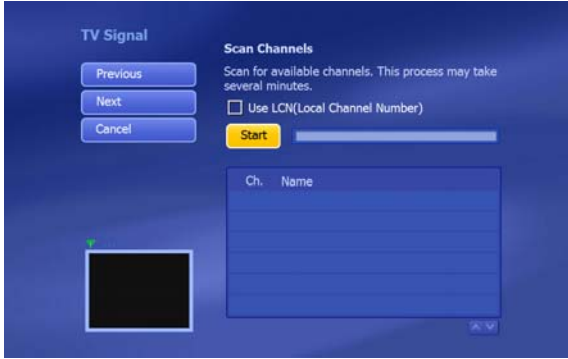 TV Signal
Previous
Next
Cancel
Scan Channels
Scan for available channels. This process may take
several minutes.
Use LCN(Local Channel Number)
Start
Ch. Name